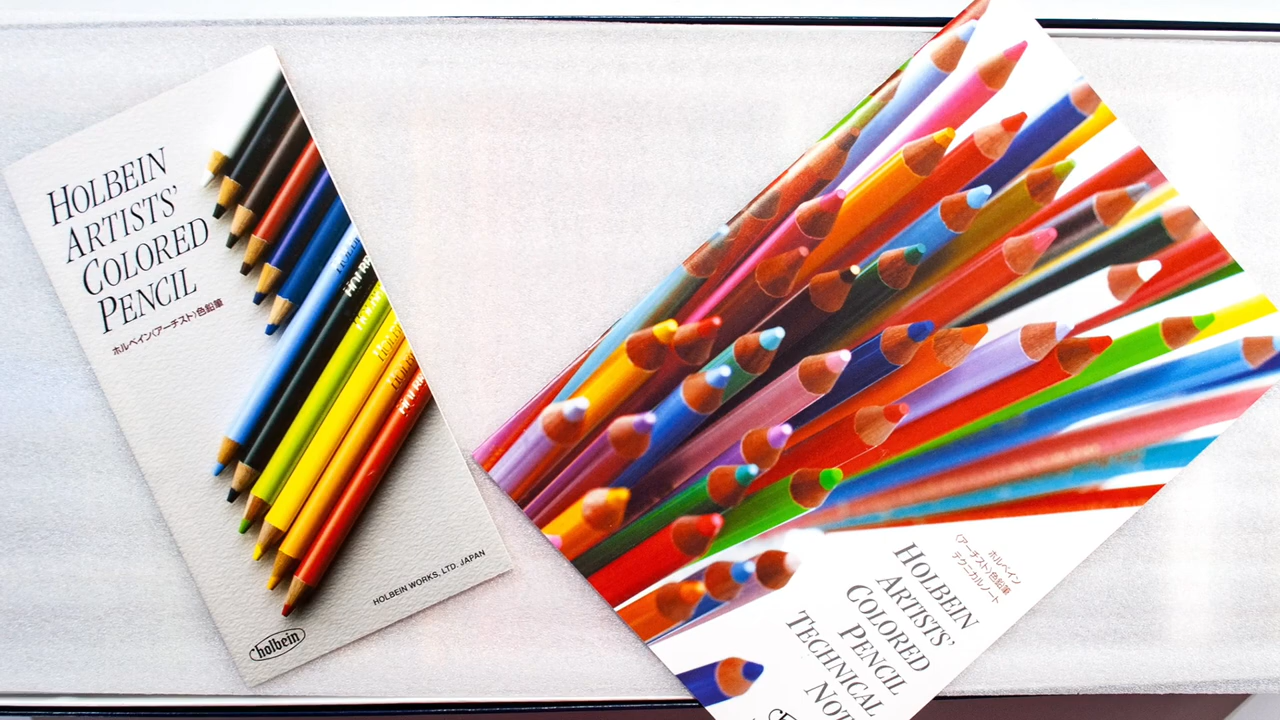 HOLBEIN
ARTISTS'
COLORED
PENCIL
ホルベイン〈アーチスト〉色鉛筆
HOLBEIN WORKS, LTD. JAPAN
holbein
ホルベイン
〈アーチスト〉色鉛筆
テクニカルノート
HOLBEIN
ARTISTS'
COLORED
PENCIL
TECHNICAL